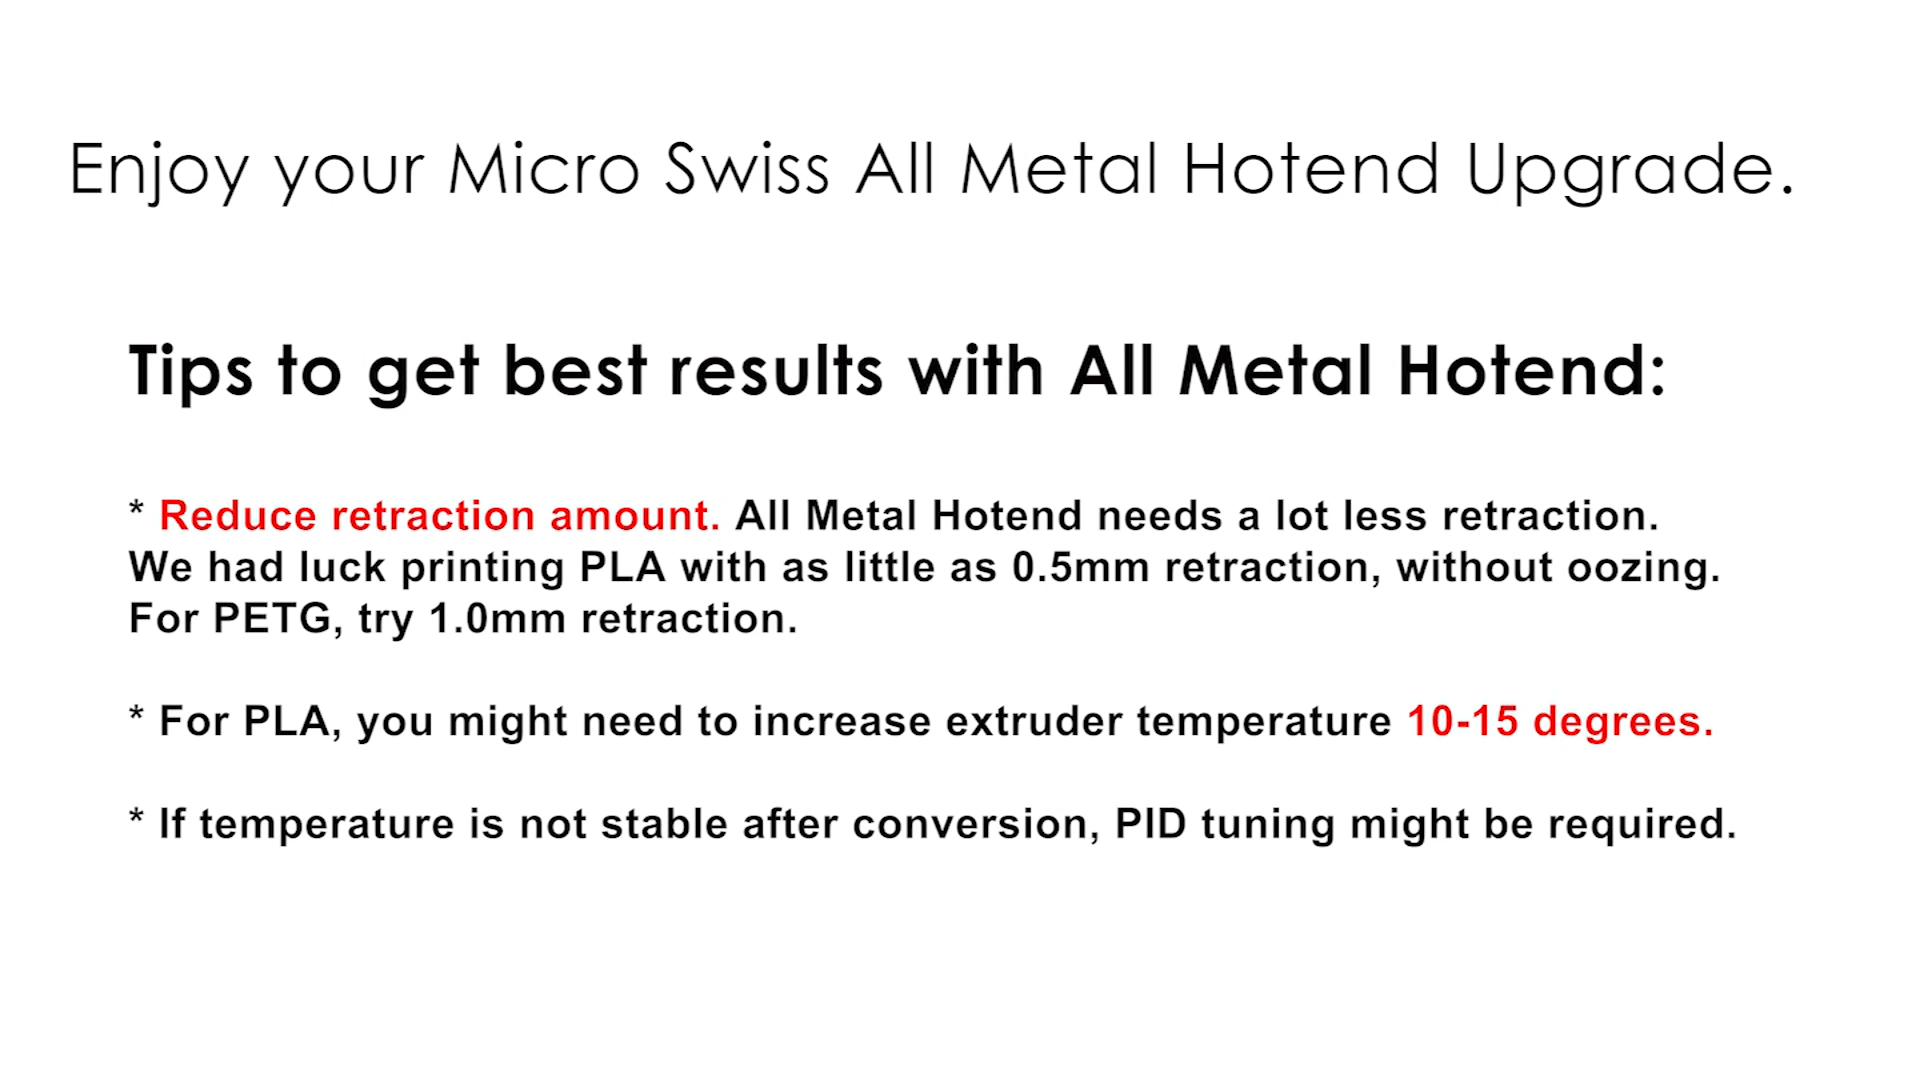 Enjoy your Micro Swiss All Metal Hotend Upgrade.
Tips to get best results with All Metal Hotend:
* Reduce retraction amount. All Metal Hotend needs a lot less retraction.
We had luck printing PLA with as little as 0.5mm retraction, without oozing.
For PETG, try 1.0mm retraction.
* For PLA, you might need to increase extruder temperature 10-15 degrees.
* If temperature is not stable after conversion, PID tuning might be required.